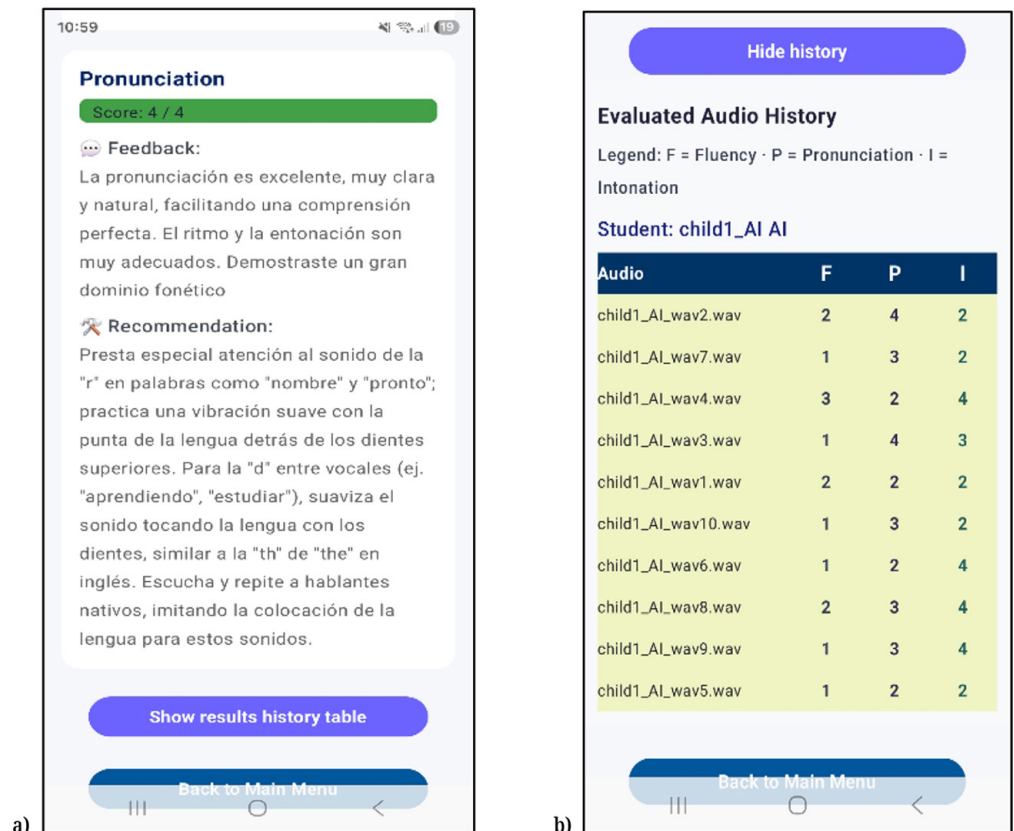 10:59
19
Pronunciation
Score: 4 / 4
Feedback:
La pronunciación es excelente, muy clara
y natural, facilitando una comprensión
perfecta. El ritmo y la entonación son
muy adecuados. Demostraste un gran
dominio fonético
Recommendation:
Presta especial atención al sonido de la
"r" en palabras como "nombre" y "pronto";
practica una vibración suave con la
punta de la lengua detrás de los dientes
superiores. Para la "d" entre vocales (ej.
"aprendiendo", "estudiar"), suaviza el
sonido tocando la lengua con los
dientes, similar a la "th" de "the" en
inglés. Escucha y repite a hablantes
nativos, imitando la colocación de la
lengua para estos sonidos.
Show results history table
Back to Main Menu
a)
Hide history
Evaluated Audio History
Legend: F = Fluency · P = Pronunciation · I =
Intonation
Student: child1_AI AI
Audio F P I
child1_AI_wav2.wav 2 4 2
child1_AI_wav7.wav 1 3 2
child1_AI_wav4.wav 3 2 4
child1_AI_wav3.wav 1 4 3
child1_AI_wav1.wav 2 2 2
child1_AI_wav10.wav 1 3 2
child1_AI_wav6.wav 1 2 4
child1_AI_wav8.wav 2 3 4
child1_AI_wav9.wav 1 3 4
child1_AI_wav5.wav 1 2 2
Back to Main Menu
b)